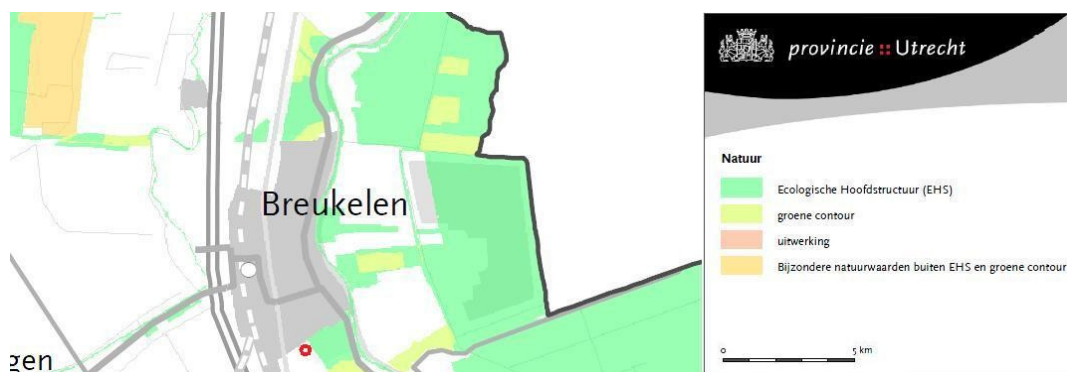 Breukelen
gen
provincie :: Utrecht
Natuur
Ecologische Hoofdstructuur (EHS)
groene contour
uitwerking
Bijzondere natuurwaarden buiten EHS en groene contour
0 5 km